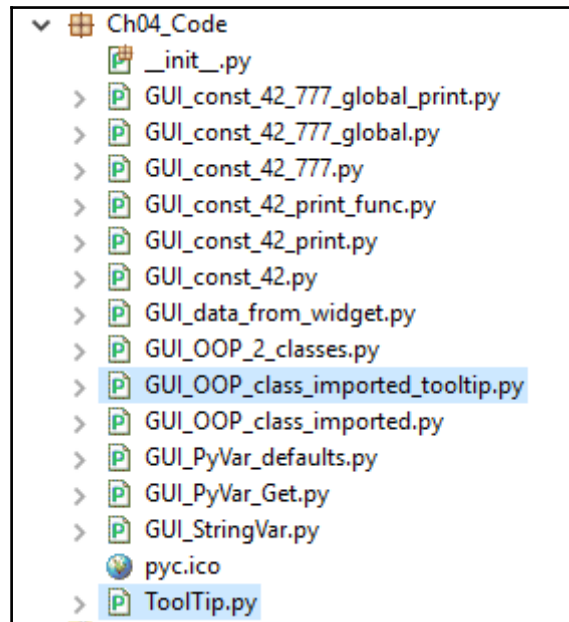 Ch04_Code
__init__.py
GUI_const_42_777_global_print.py
GUI_const_42_777_global.py
GUI_const_42_777.py
GUI_const_42_print_func.py
GUI_const_42_print.py
GUI_const_42.py
GUI_data_from_widget.py
GUI_OOP_2_classes.py
GUI_OOP_class_imported_tooltip.py
GUI_OOP_class_imported.py
GUI_PyVar_defaults.py
GUI_PyVar_Get.py
GUI_StringVar.py
pyc.ico
ToolTip.py